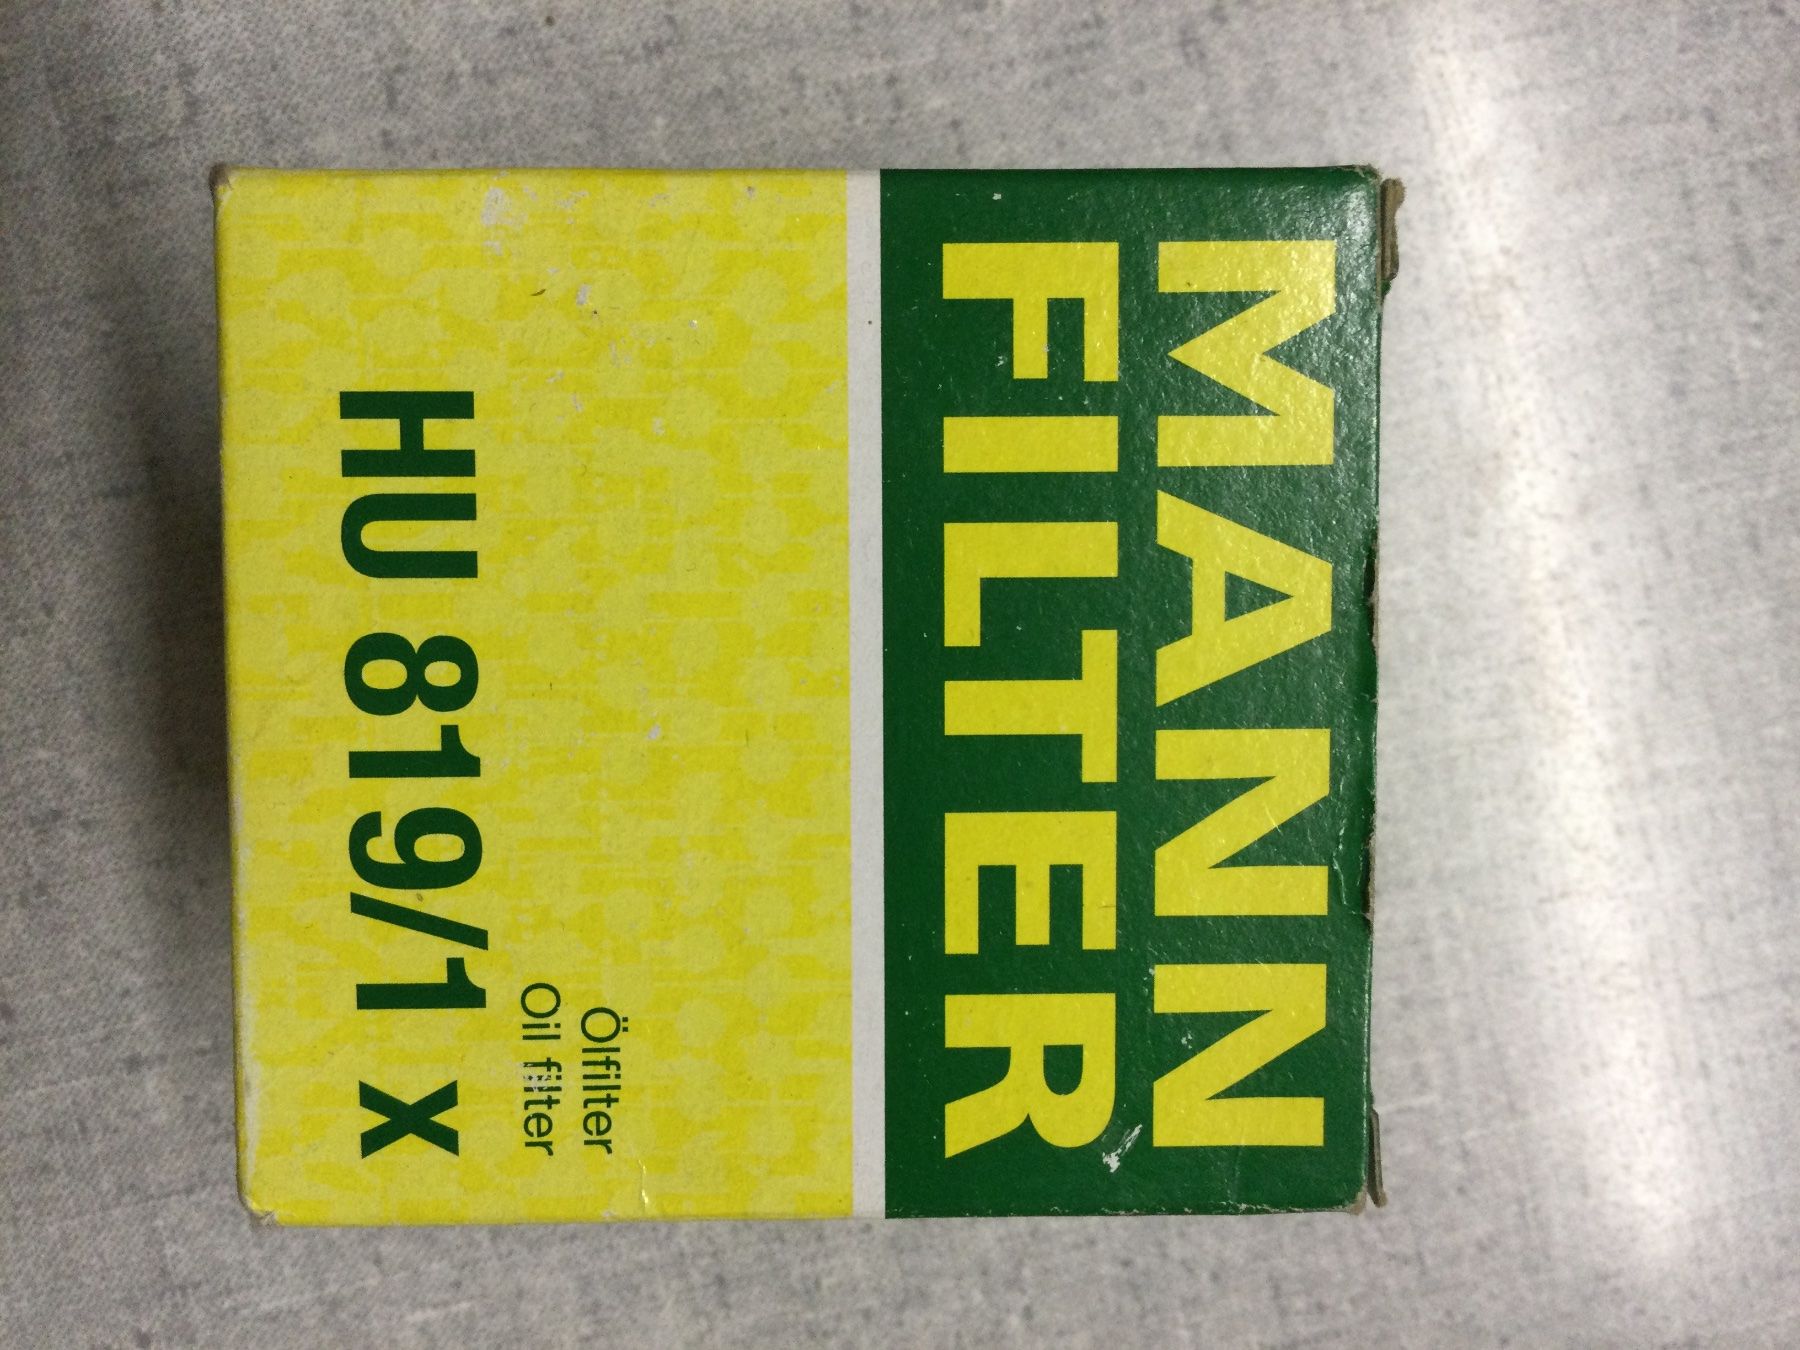 MANN
FILTER
Ölfilter
Oil filter
HU 819/1 x